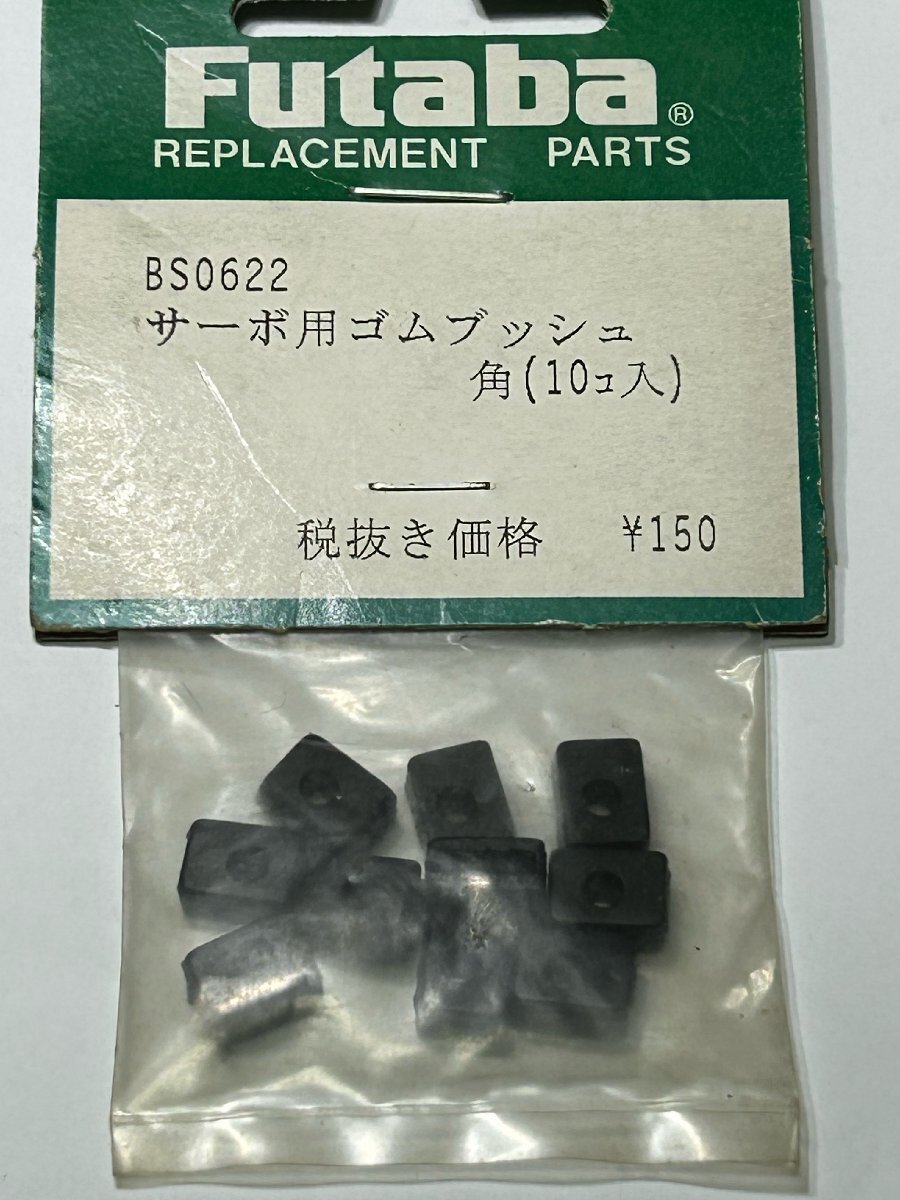 Futaba®
REPLACEMENT PARTS
BS0622
サーボ用ゴムブッシュ
角(10ｺ入)
税抜き価格 ¥150